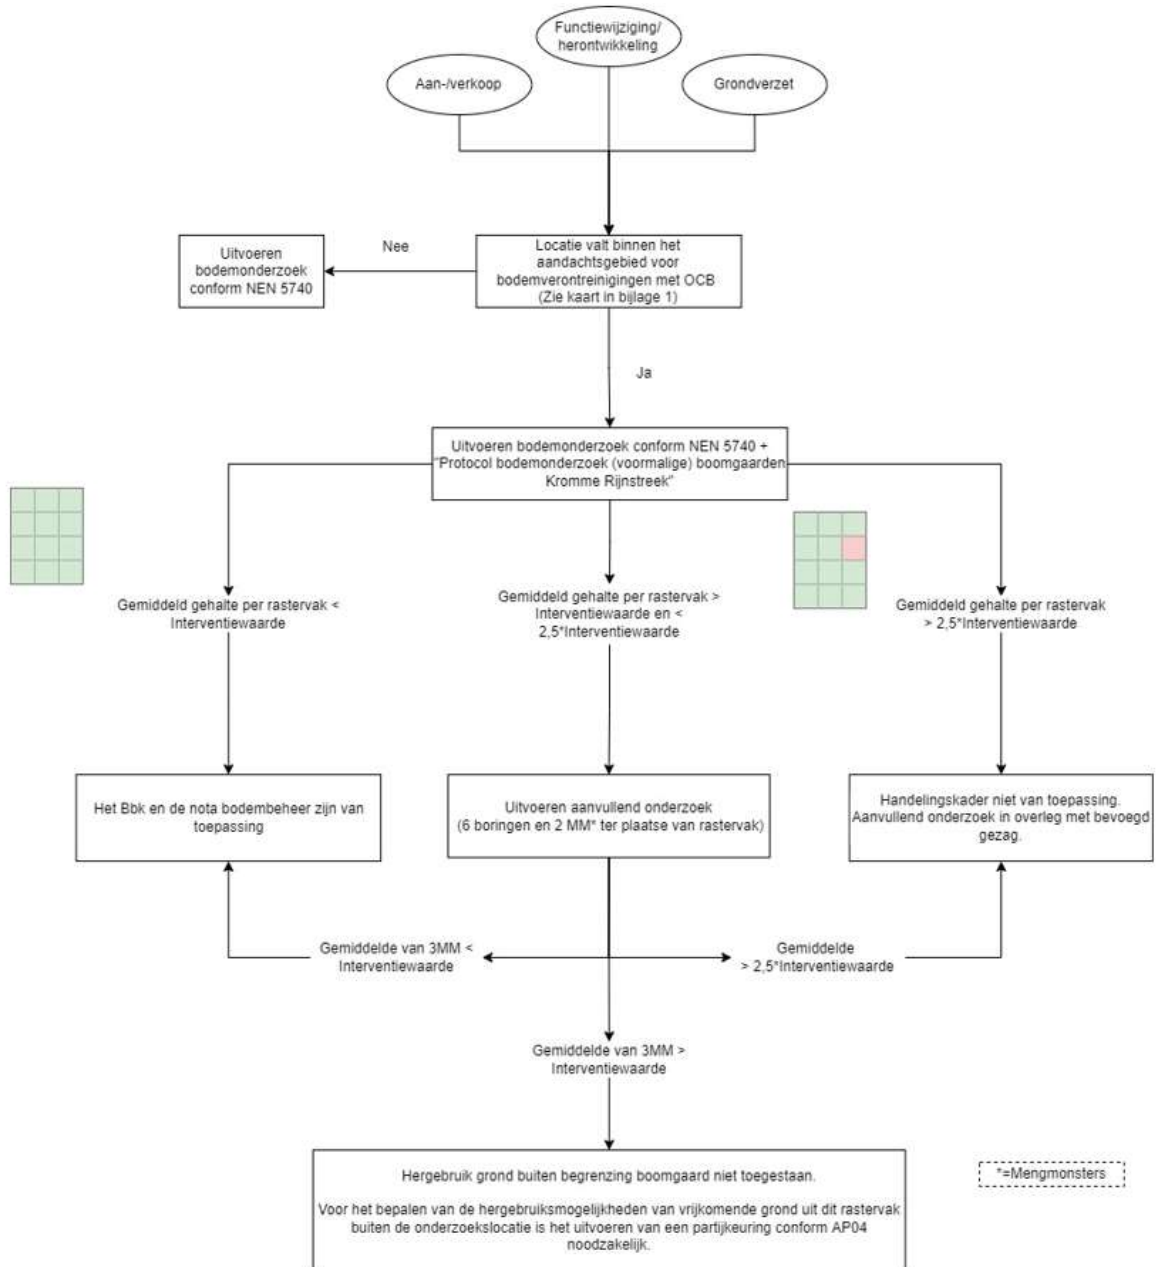 Functiewijziging/
herontwikkeling
Aan-/verkoop
Grondverzet
Nee
Uitvoeren
bodemonderzoek
conform NEN 5740
Locatie valt binnen het
aandachtsgebied voor
bodemverontreinigingen met OCB
(Zie kaart in bijlage 1)
Ja
Uitvoeren bodemonderzoek conform NEN 5740 +
"Protocol bodemonderzoek (voormalige) boomgaarden
Kromme Rijnstreek"
Gemiddeld gehalte per rastervak <
Interventiewaarde
Gemiddeld gehalte per rastervak >
Interventiewaarde en <
2,5*Interventiewaarde
Gemiddeld gehalte per rastervak
> 2,5*Interventiewaarde
Het Bbk en de nota bodembeheer zijn van
toepassing
Uitvoeren aanvullend onderzoek
(6 boringen en 2 MM* ter plaatse van rastervak)
Handelingskader niet van toepassing.
Aanvullend onderzoek in overleg met bevoegd
gezag.
Gemiddelde van 3MM <
Interventiewaarde
Gemiddelde
> 2,5*Interventiewaarde
Gemiddelde van 3MM >
Interventiewaarde
Hergebruik grond buiten begrenzing boomgaard niet toegestaan.
Voor het bepalen van de hergebruiksmogelijkheden van vrijkomende grond uit dit rastervak
buiten de onderzoekslocatie is het uitvoeren van een partijkeuring conform AP04
noodzakelijk.
*=Mengmonsters